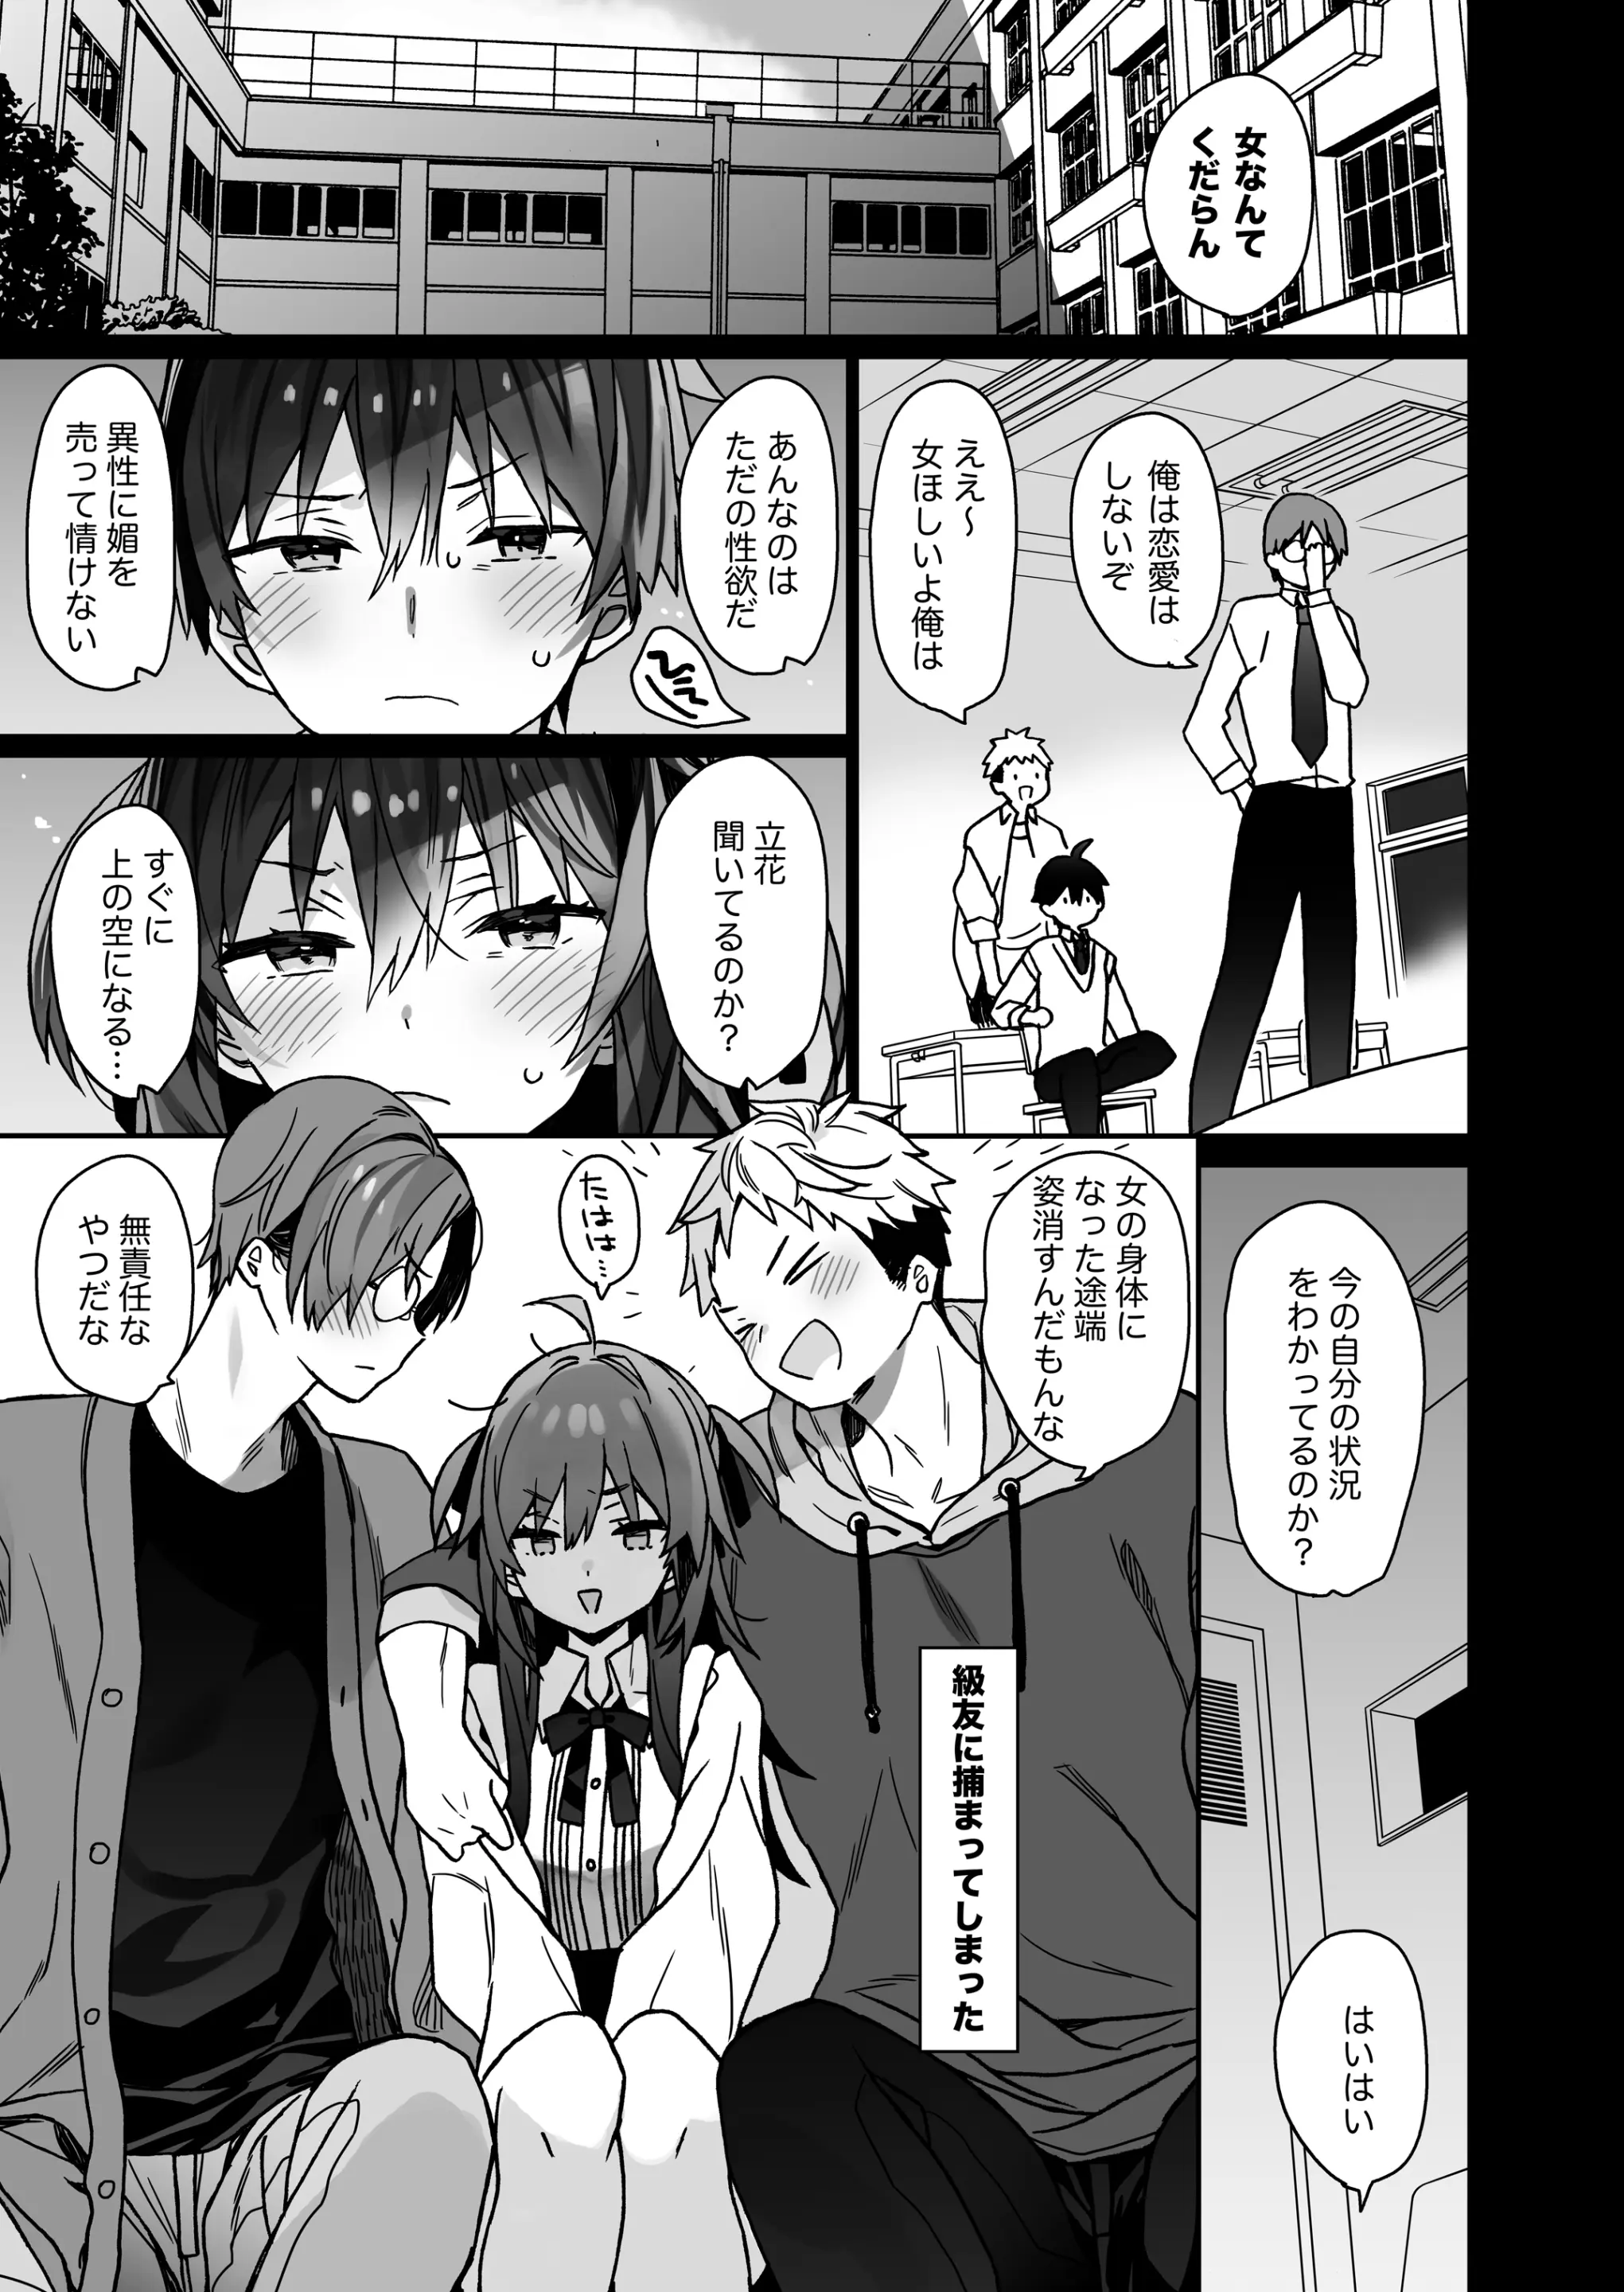 女なんて
くだらん
俺は恋愛は
しないぞ
ええ〜
女ほしいよ俺は
あんなのは
ただの性欲だ
ひえ〜
異性に媚を
売って情けない
立花
聞いてるのか？
すぐに
上の空になる…
今の自分の状況
をわかってるのか？
はいはい
女の身体に
なった途端
姿消すんだもんな
たはは…
無責任な
やつだな
級友に捕まってしまった